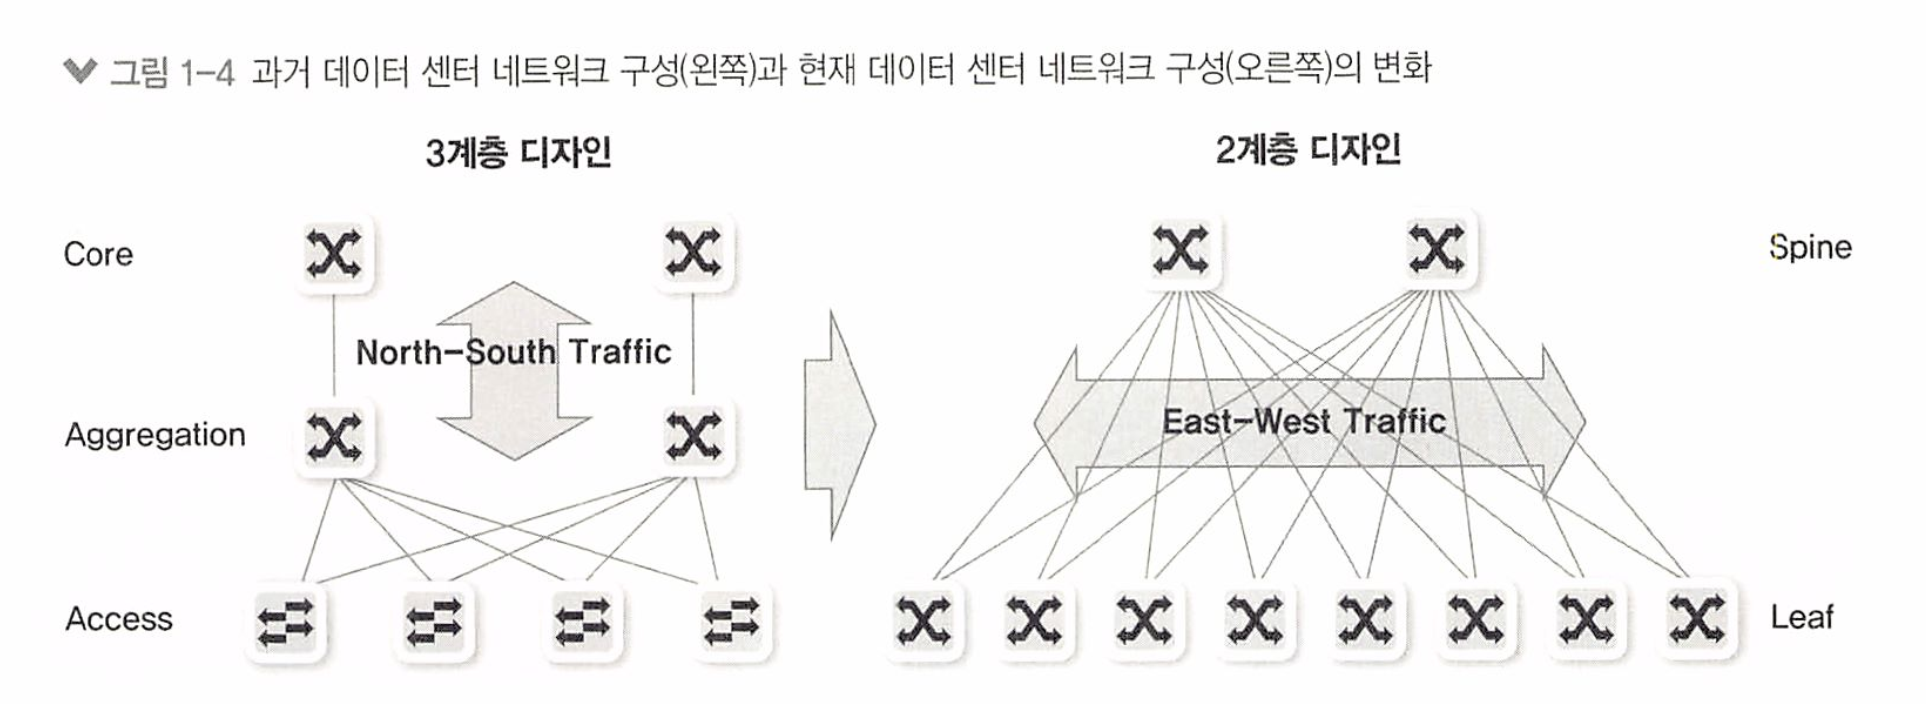 그림 1-4 과거 데이터 센터 네트워크 구성(왼쪽)과 현재 데이터 센터 네트워크 구성(오른쪽)의 변화
3계층 디자인
2계층 디자인
Core
Spine
North-South Traffic
East-West Traffic
Aggregation
Access
Leaf